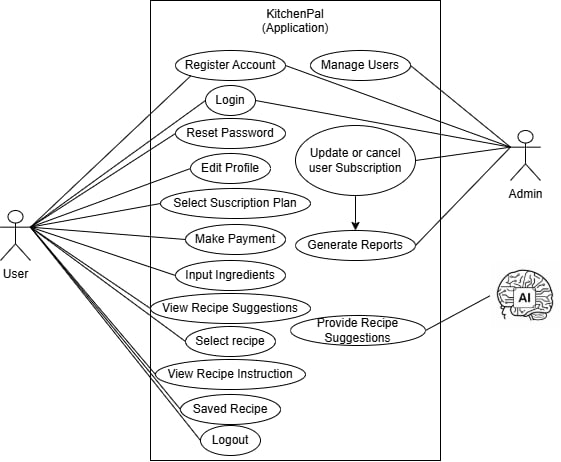 KitchenPal
(Application)
Register Account
Manage Users
Login
Reset Password
Update or cancel
user Subscription
Edit Profile
Admin
Select Suscription Plan
Make Payment
Generate Reports
User
Input Ingredients
AI
View Recipe Suggestions
Provide Recipe
Suggestions
Select recipe
View Recipe Instruction
Saved Recipe
Logout